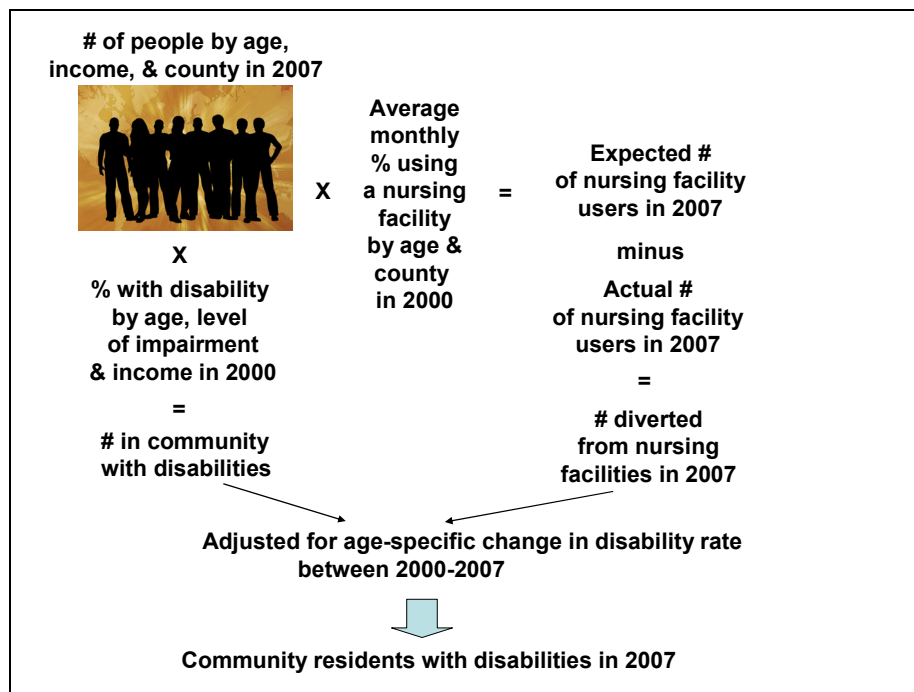 # of people by age,
income, & county in 2007
X
% with disability
by age, level
of impairment
& income in 2000
=
# in community
with disabilities
X
Average
monthly
% using
a nursing
facility
by age &
county
in 2000
=
Expected #
of nursing facility
users in 2007
minus
Actual #
of nursing facility
users in 2007
=
# diverted
from nursing
facilities in 2007
Adjusted for age-specific change in disability rate
between 2000-2007
Community residents with disabilities in 2007